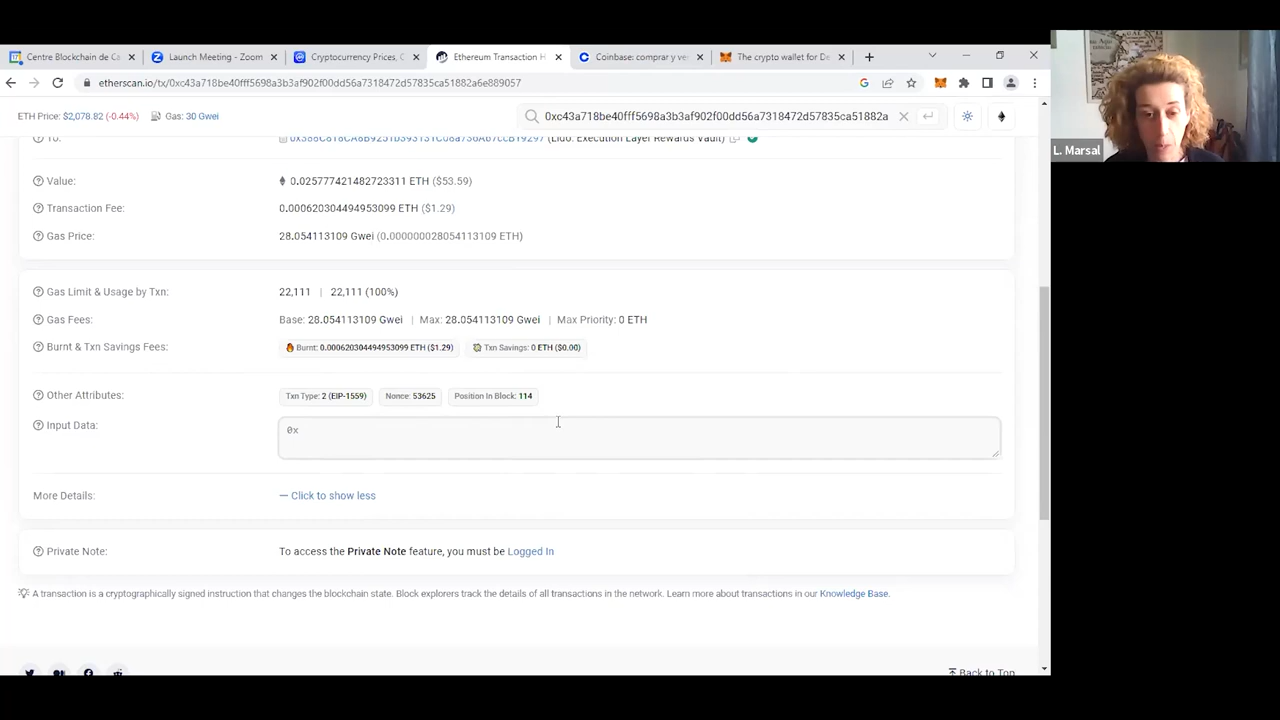 Centre Blockchain de Ca
Launch Meeting - Zoom
Cryptocurrency Prices, C
Ethereum Transaction H
Coinbase: comprar y ve
The crypto wallet for De
etherscan.io/tx/0xc43a718be40fff5698a3b3af902f00dd56a7318472d57835ca51882a6e889057
ETH Price: $2,078.82 (-0.44%) Gas: 30 Gwei
0xc43a718be40fff5698a3b3af902f00dd56a7318472d57835ca51882a
To: (Lido: Execution Layer Rewards Vault)
Value: 0.025777421482723311 ETH ($53.59)
Transaction Fee: 0.000620304494953099 ETH ($1.29)
Gas Price: 28.054113109 Gwei (0.000000028054113109 ETH)
Gas Limit & Usage by Txn: 22,111 | 22,111 (100%)
Gas Fees: Base: 28.054113109 Gwei | Max: 28.054113109 Gwei | Max Priority: 0 ETH
Burnt & Txn Savings Fees: Burnt: 0.000620304494953099 ETH ($1.29) Txn Savings: 0 ETH ($0.00)
Other Attributes: Txn Type: 2 (EIP-1559) Nonce: 53625 Position In Block: 114
Input Data: 0x
More Details: — Click to show less
Private Note: To access the Private Note feature, you must be Logged In
A transaction is a cryptographically signed instruction that changes the blockchain state. Block explorers track the details of all transactions in the network. Learn more about transactions in our Knowledge Base.
Back to Top
L. Marsal